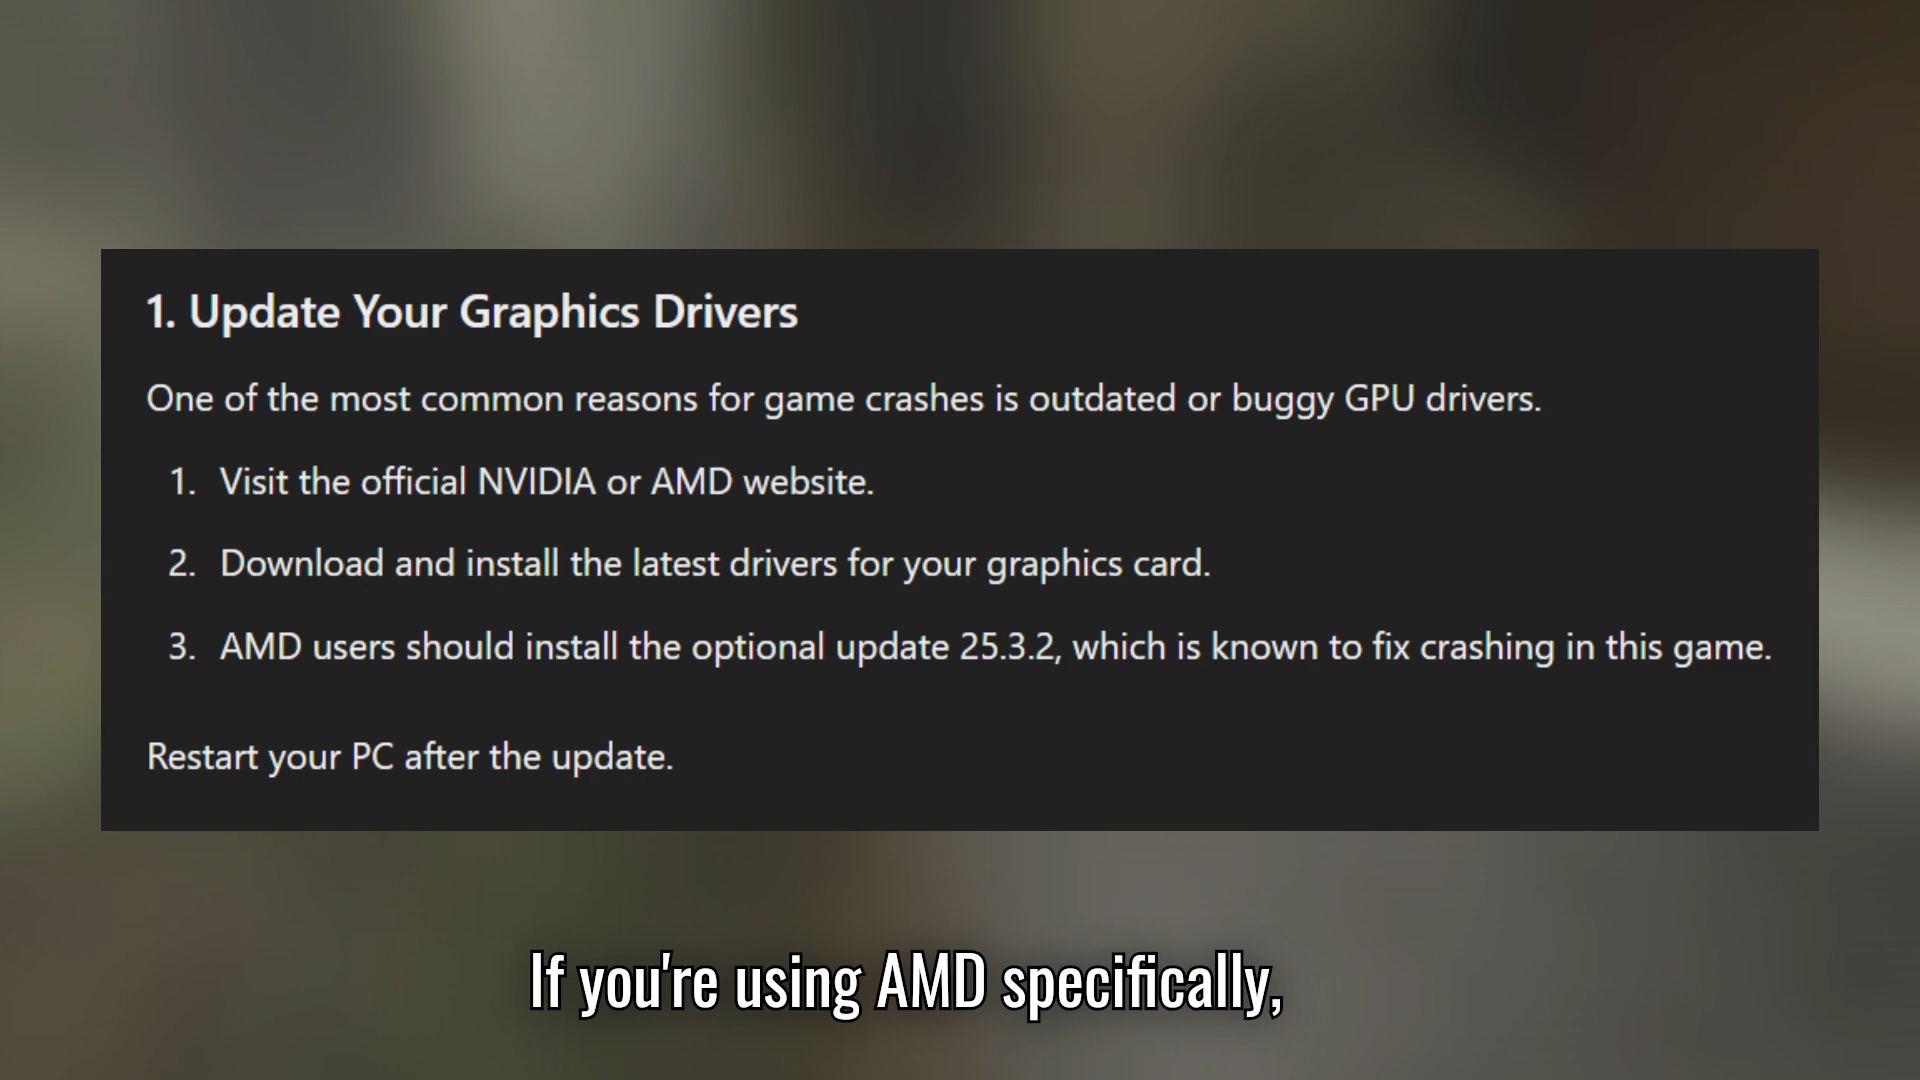 1. Update Your Graphics Drivers
One of the most common reasons for game crashes is outdated or buggy GPU drivers.
1. Visit the official NVIDIA or AMD website.
2. Download and install the latest drivers for your graphics card.
3. AMD users should install the optional update 25.3.2, which is known to fix crashing in this game.
Restart your PC after the update.
If you're using AMD specifically,